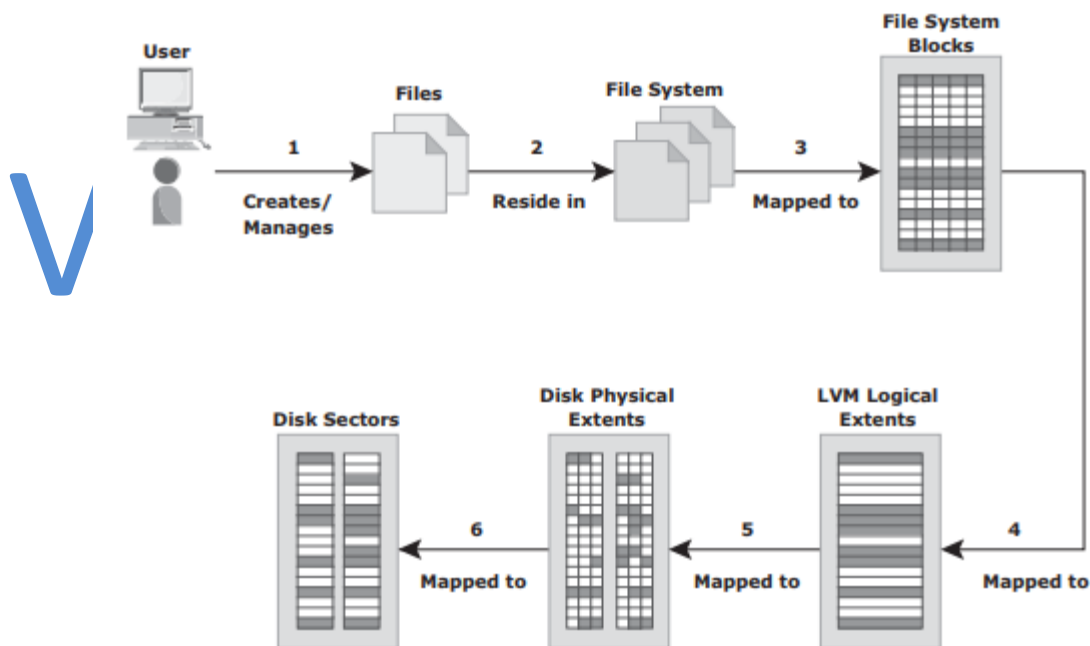 User
Files
File System
File System
Blocks
1
Creates/
Manages
2
Reside in
3
Mapped to
V
Disk Sectors
Disk Physical
Extents
LVM Logical
Extents
6
Mapped to
5
Mapped to
4
Mapped to